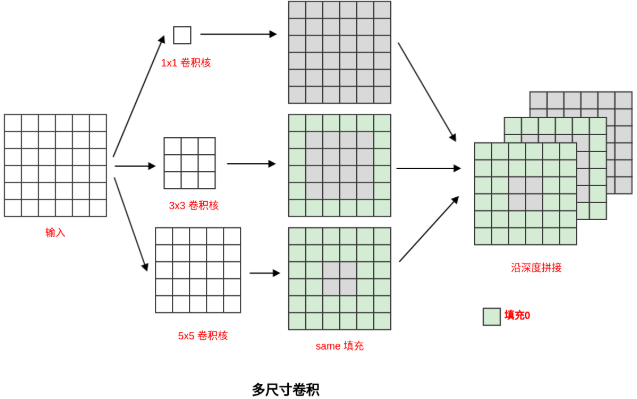 1x1 卷积核
输入
3x3 卷积核
5x5 卷积核
same 填充
沿深度拼接
填充0
多尺寸卷积